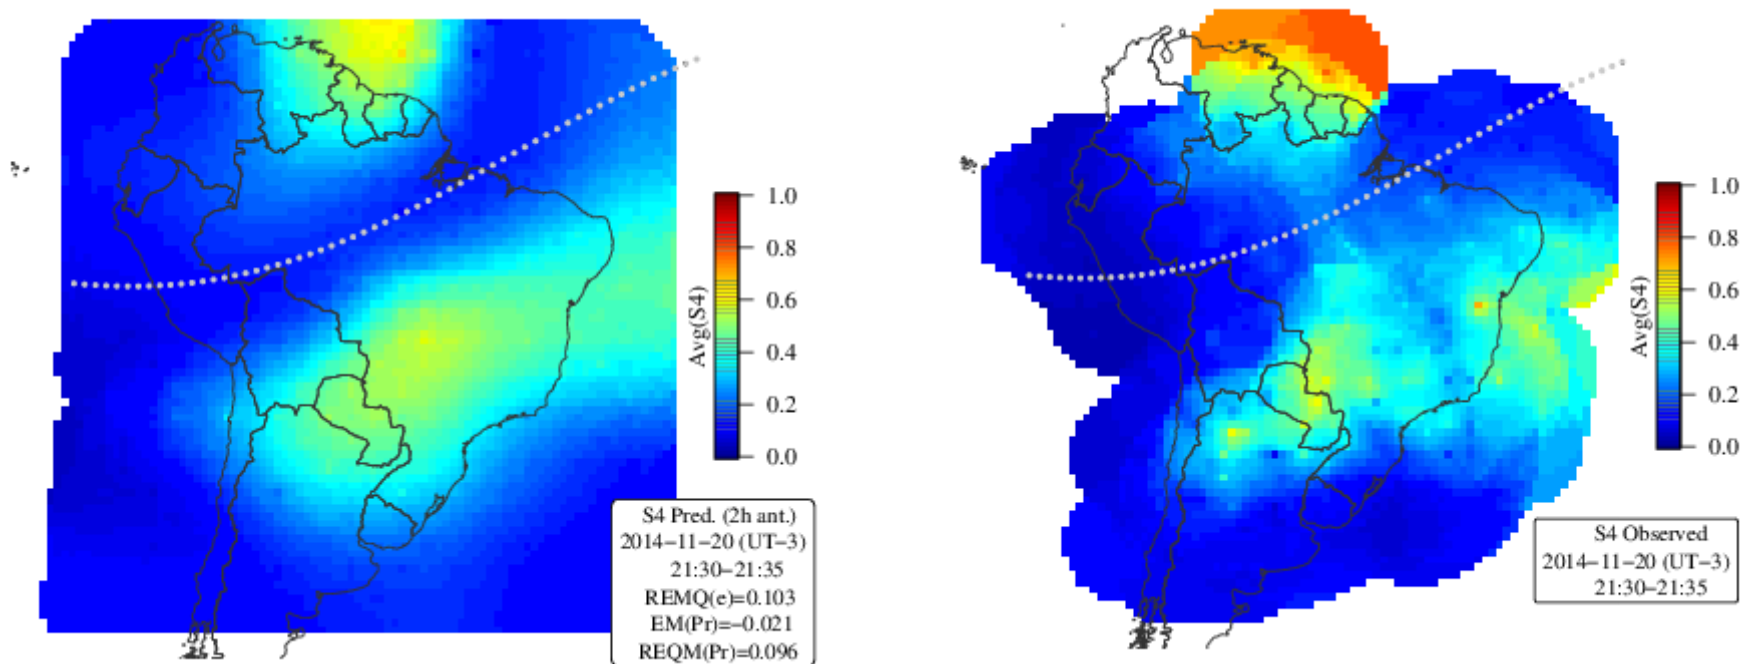 1.0
0.8
0.6
0.4
0.2
0.0
Avg(S4)
S4 Pred. (2h ant.)
2014−11−20 (UT−3)
21:30−21:35
REMQ(e)=0.103
EM(Pr)=−0.021
REQM(Pr)=0.096
1.0
0.8
0.6
0.4
0.2
0.0
Avg(S4)
S4 Observed
2014−11−20 (UT−3)
21:30−21:35